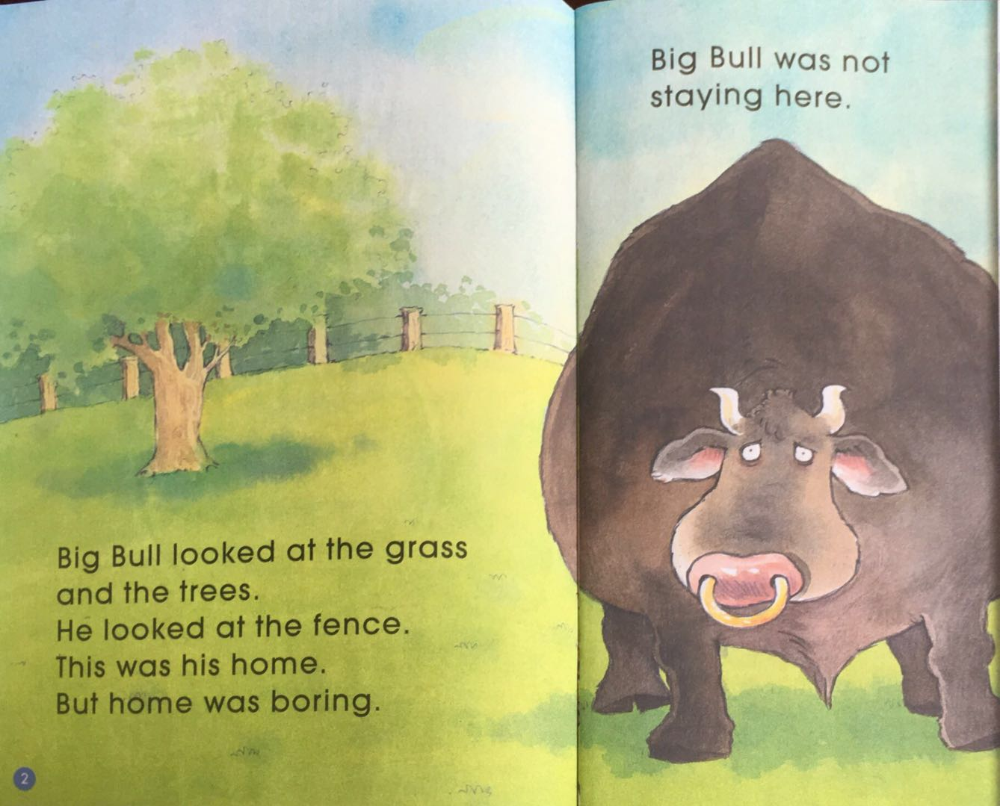 Big Bull looked at the grass
and the trees.
He looked at the fence.
This was his home.
But home was boring.
2
Big Bull was not
staying here.